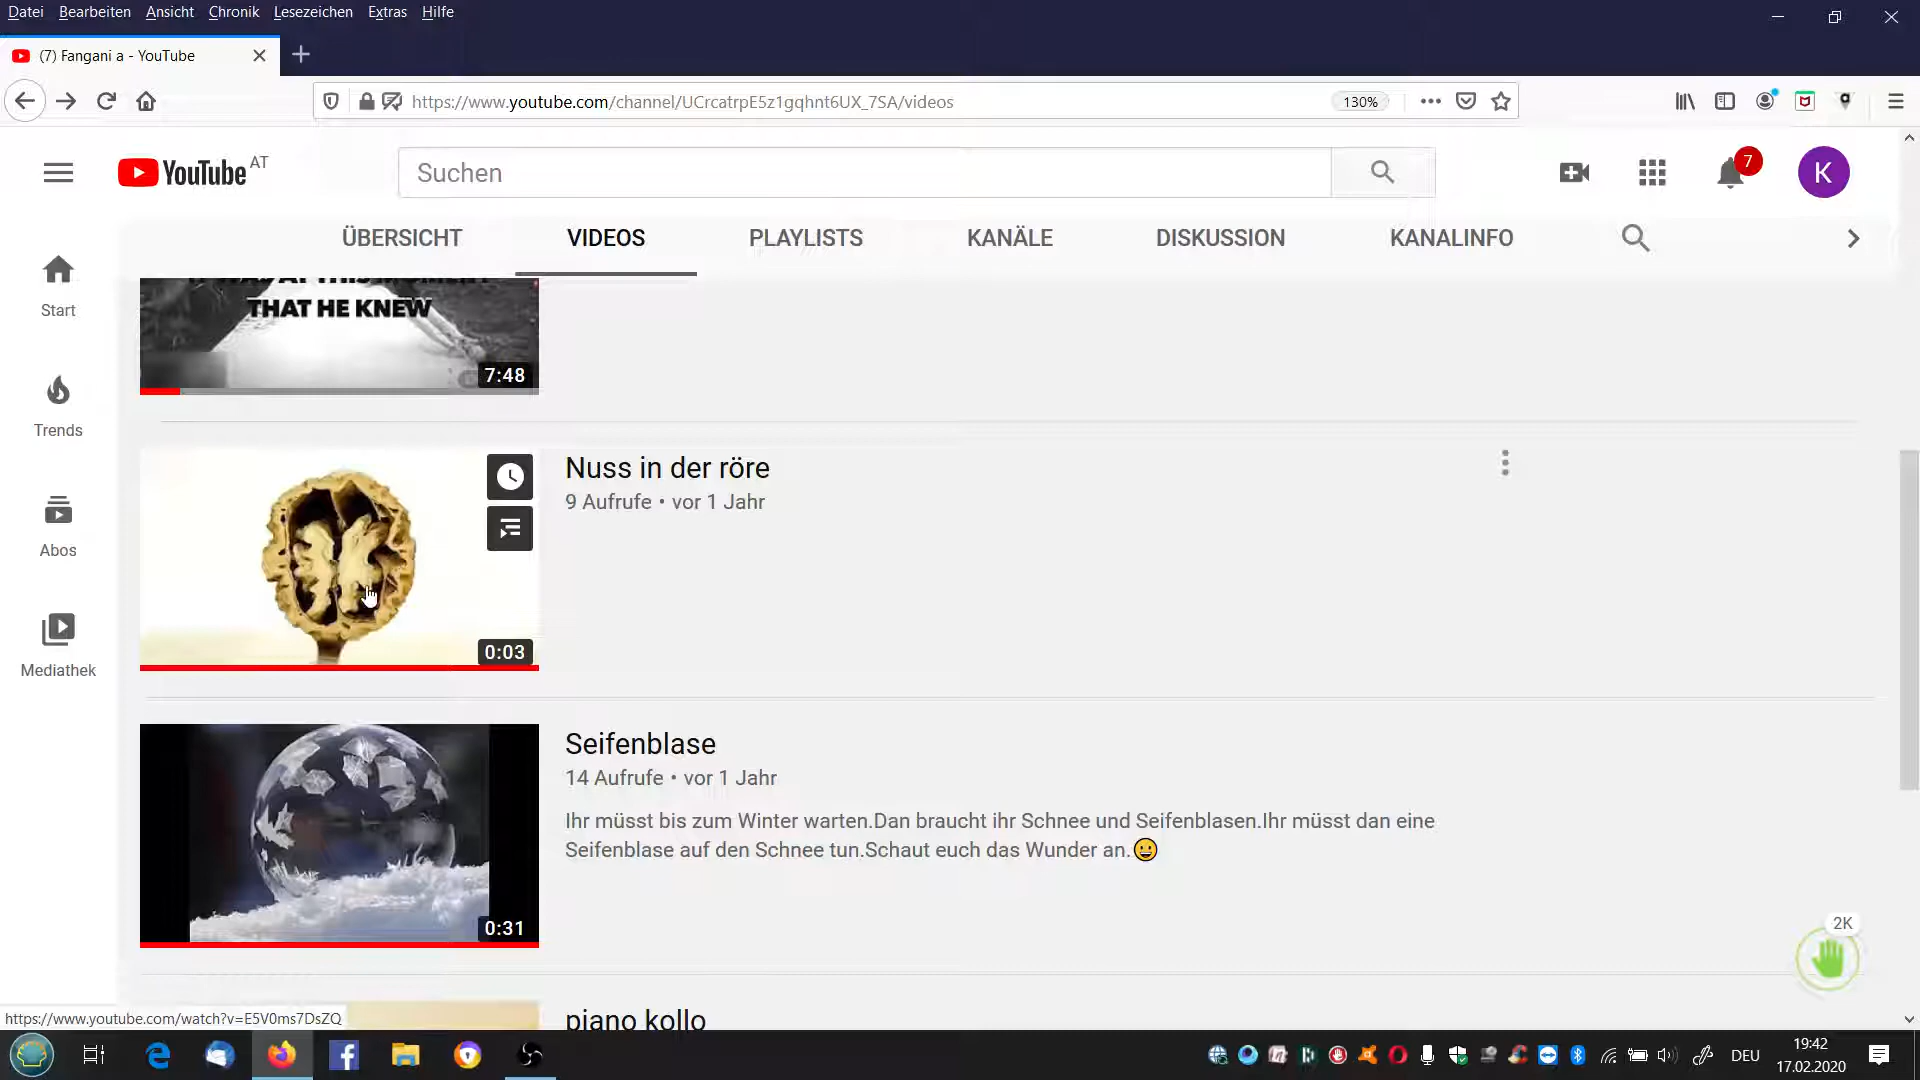 Datei Bearbeiten Ansicht Chronik Lesezeichen Extras Hilfe
(7) Fangani a - YouTube
https://www.youtube.com/channel/UCrcatrpE5z1gqhnt6UX_7SA/videos
130%
YouTube AT
Suchen
7
K
ÜBERSICHT VIDEOS PLAYLISTS KANÄLE DISKUSSION KANALINFO
Start
Trends
Abos
Mediathek
THAT HE KNEW
7:48
Nuss in der röre
9 Aufrufe • vor 1 Jahr
0:03
Seifenblase
14 Aufrufe • vor 1 Jahr
Ihr müsst bis zum Winter warten.Dan braucht ihr Schnee und Seifenblasen.Ihr müsst dan eine
Seifenblase auf den Schnee tun.Schaut euch das Wunder an.😀
0:31
2K
piano kollo
https://www.youtube.com/watch?v=E5V0ms7DsZQ
DEU
19:42
17.02.2020